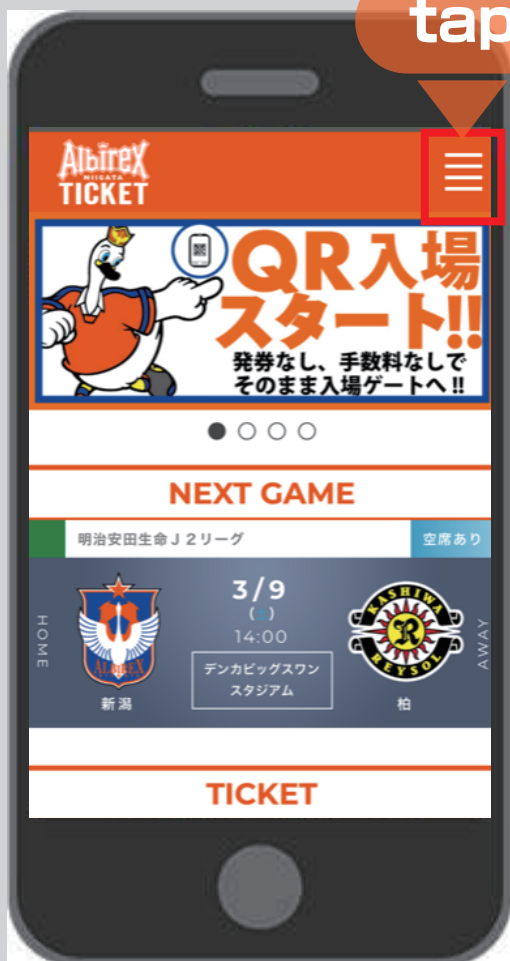 tap
Albirex
NIIGATA
TICKET
QR入場
スタート!!
発券なし、手数料なしで
そのまま入場ゲートへ!!
NEXT GAME
明治安田生命J2リーグ
空席あり
HOME
3/9
(土)
14:00
デンカビッグスワン
スタジアム
ALBIREX
新潟
KASHIWA
R
REYSOL
柏
AWAY
TICKET